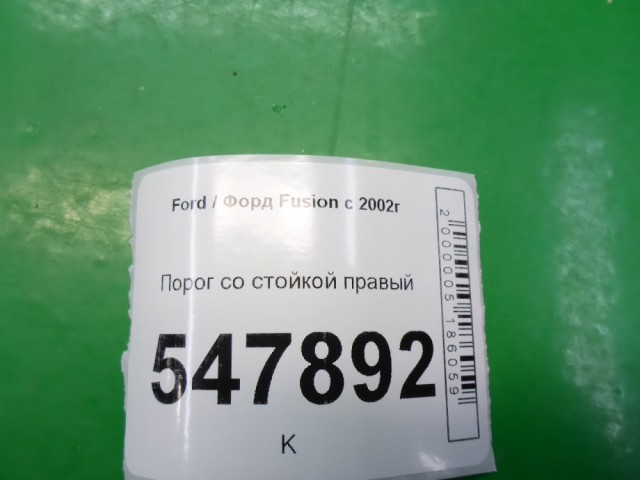 Ford / Форд Fusion с 2002г
Порог со стойкой правый
547892
K
2000005186059